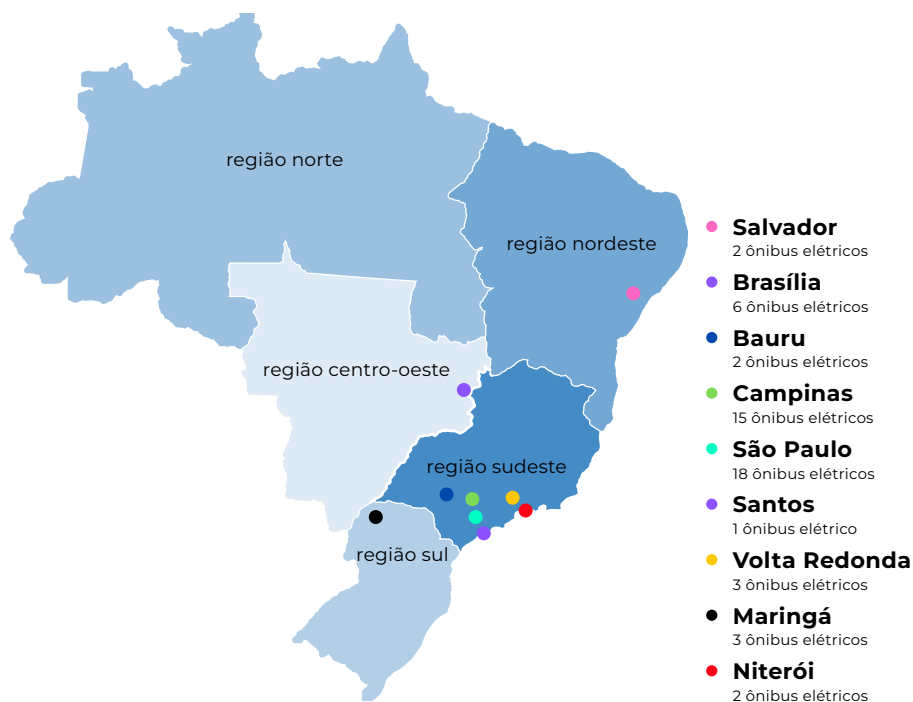 região norte
região nordeste
região centro-oeste
região sudeste
região sul
Salvador
2 ônibus elétricos
Brasília
6 ônibus elétricos
Bauru
2 ônibus elétricos
Campinas
15 ônibus elétricos
São Paulo
18 ônibus elétricos
Santos
1 ônibus elétrico
Volta Redonda
3 ônibus elétricos
Maringá
3 ônibus elétricos
Niterói
2 ônibus elétricos